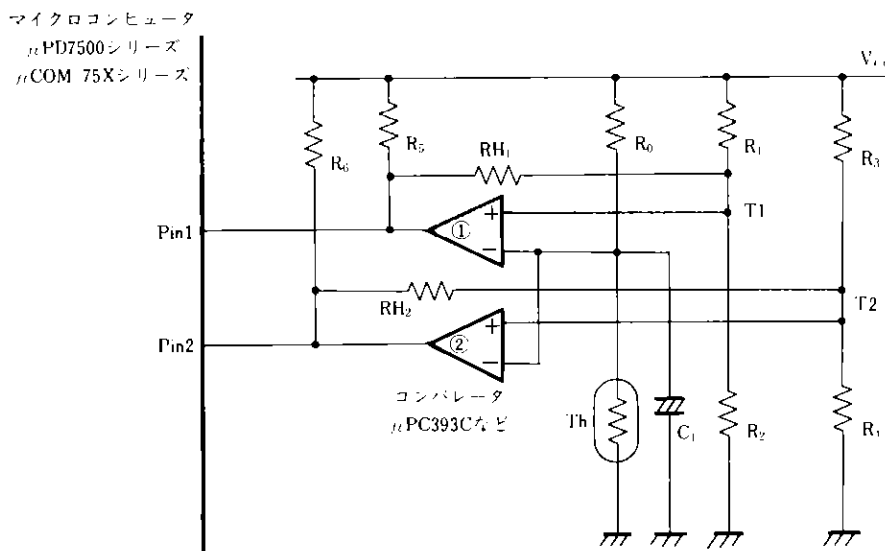 マイクロコンピュータ
μPD7500シリーズ
μCOM 75Xシリーズ
R₆
R₅
RH₁
R₀
R₁
R₃
Pin1
①
+
−
T1
RH₂
T2
Pin2
②
+
−
コンパレータ
μPC393Cなど
Th
C₁
R₂